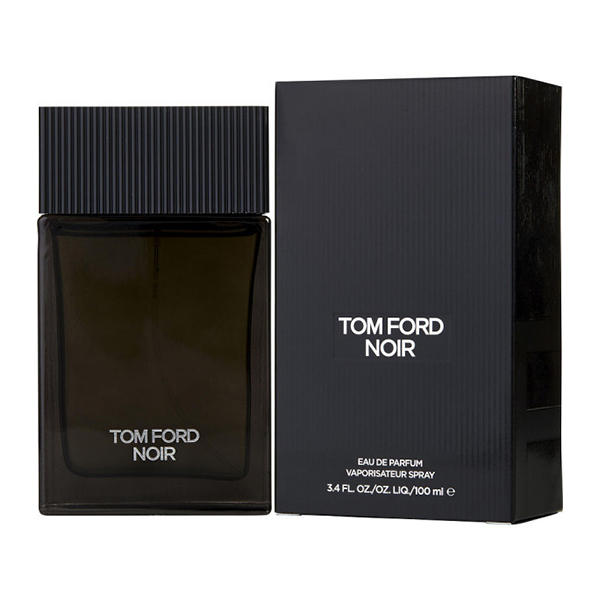 TOM FORD
NOIR
TOM FORD
NOIR
EAU DE PARFUM
VAPORISATEUR SPRAY
3.4 FL. OZ./OZ. LIQ./100 ml ℮